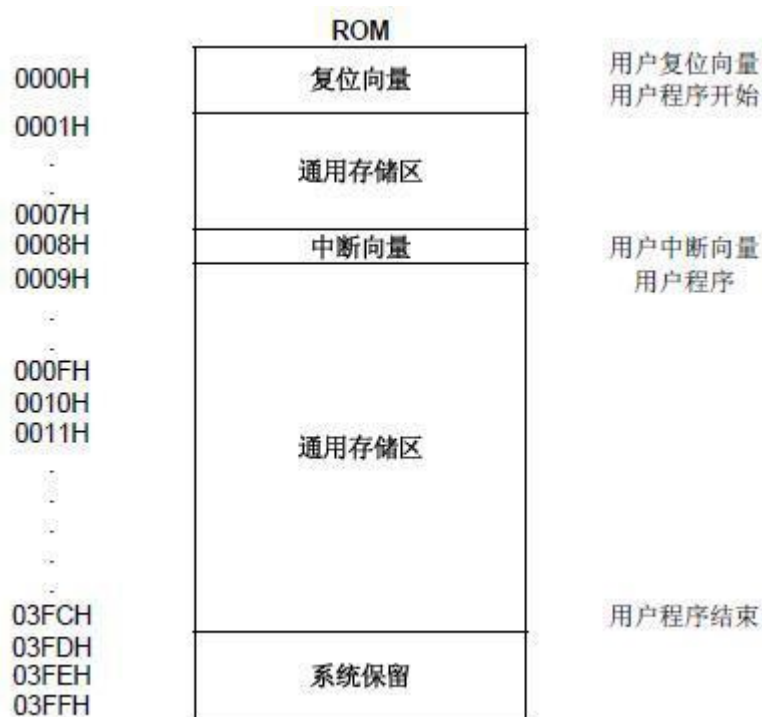 ROM
0000H 复位向量 用户复位向量
用户程序开始
0001H
通用存储区
0007H
0008H 中断向量 用户中断向量
0009H 用户程序
000FH
0010H
0011H
通用存储区
03FCH 用户程序结束
03FDH
03FEH 系统保留
03FFH